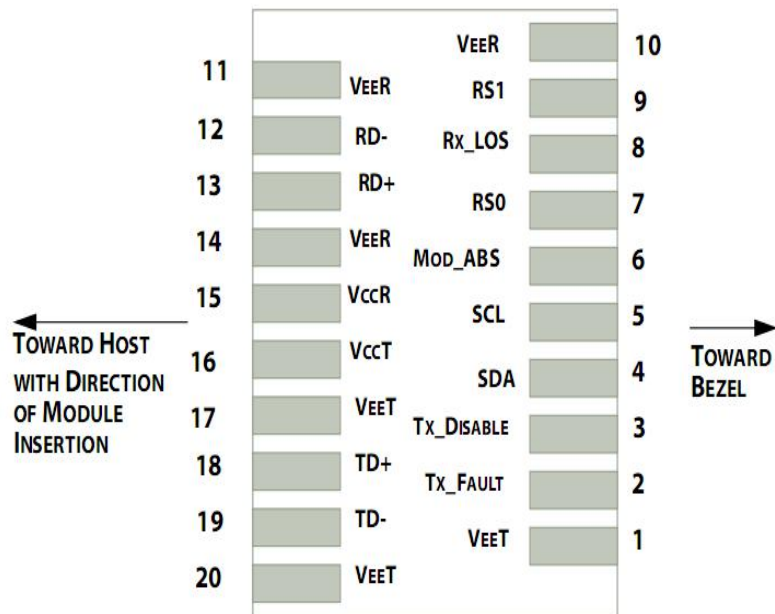 11
VEER
12
RD-
13
RD+
14
VEER
15
VCCR
16
VCCT
17
VEET
18
TD+
19
TD-
20
VEET
VEER
10
RS1
9
RX_LOS
8
RS0
7
MOD_ABS
6
SCL
5
SDA
4
TX_DISABLE
3
TX_FAULT
2
VEET
1
TOWARD HOST
WITH DIRECTION
OF MODULE
INSERTION
TOWARD
BEZEL